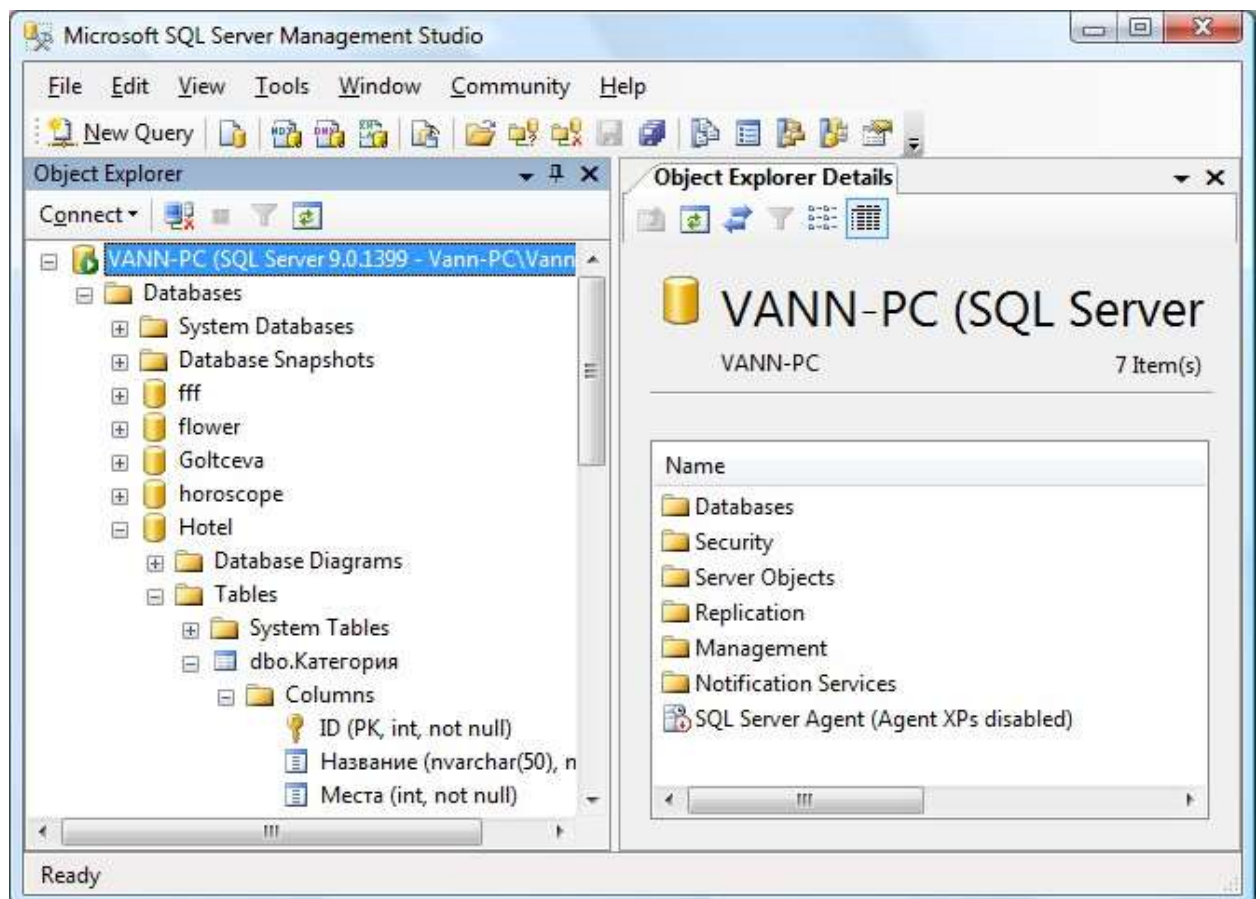 Microsoft SQL Server Management Studio
File Edit View Tools Window Community Help
New Query
Object Explorer
Connect
VANN-PC (SQL Server 9.0.1399 - Vann-PC\Vann
Databases
System Databases
Database Snapshots
fff
flower
Goltceva
horoscope
Hotel
Database Diagrams
Tables
System Tables
dbo.Категория
Columns
ID (PK, int, not null)
Название (nvarchar(50), n
Места (int, not null)
Object Explorer Details
VANN-PC (SQL Server
VANN-PC 7 Item(s)
Name
Databases
Security
Server Objects
Replication
Management
Notification Services
SQL Server Agent (Agent XPs disabled)
Ready